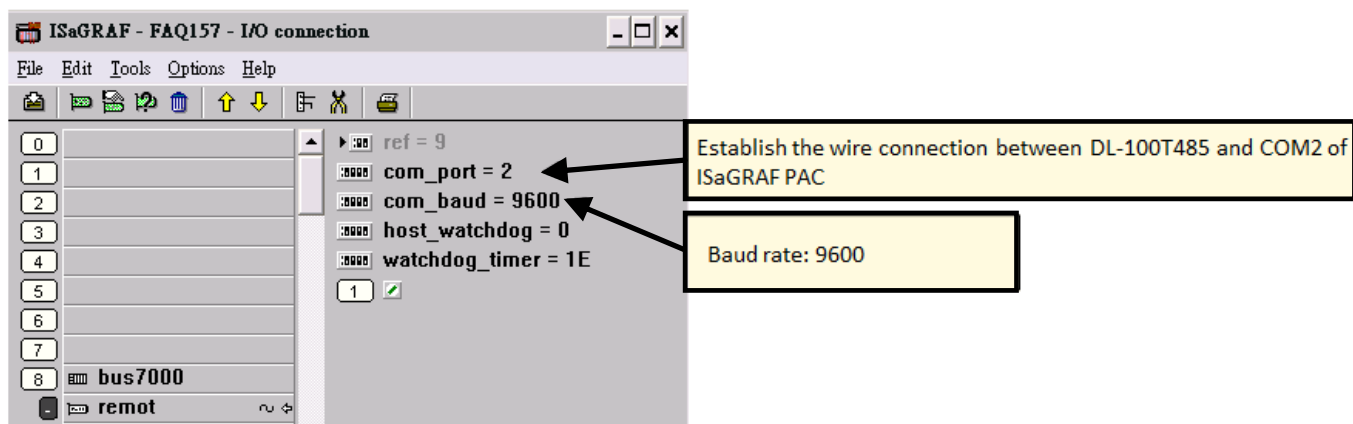 ISaGRAF - FAQ157 - I/O connection
File Edit Tools Options Help
0
1
2
3
4
5
6
7
8 bus7000
remot
ref = 9
com_port = 2
com_baud = 9600
host_watchdog = 0
watchdog_timer = 1E
1
Establish the wire connection between DL-100T485 and COM2 of
ISaGRAF PAC
Baud rate: 9600